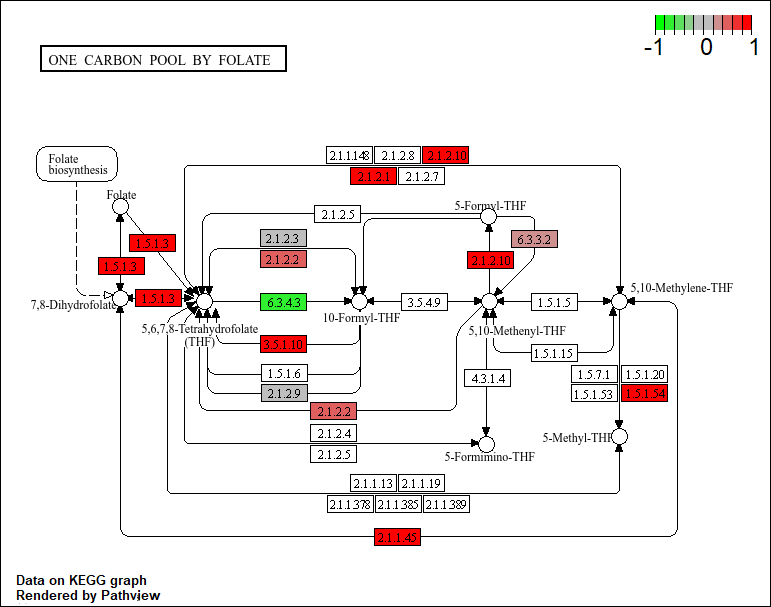 -1 0 1
ONE CARBON POOL BY FOLATE
Folate
biosynthesis
2.1.1.148 2.1.2.8 2.1.2.10
2.1.2.1 2.1.2.7
Folate
5-Formyl-THF
2.1.2.5
1.5.1.3
2.1.2.3
6.3.3.2
2.1.2.2
1.5.1.3
2.1.2.10
5,10-Methylene-THF
1.5.1.3
6.3.4.3
3.5.4.9
1.5.1.5
7,8-Dihydrofolate
10-Formyl-THF
5,6,7,8-Tetrahydrofolate
(THF)
5,10-Methenyl-THF
3.5.1.10
1.5.1.15
1.5.1.6
4.3.1.4
1.5.7.1 1.5.1.20
2.1.2.9
1.5.1.53 1.5.1.54
2.1.2.2
2.1.2.4
5-Methyl-THF
2.1.2.5
5-Formimino-THF
2.1.1.13 2.1.1.19
2.1.1.378 2.1.1.385 2.1.1.389
2.1.1.45
Data on KEGG graph
Rendered by Pathview